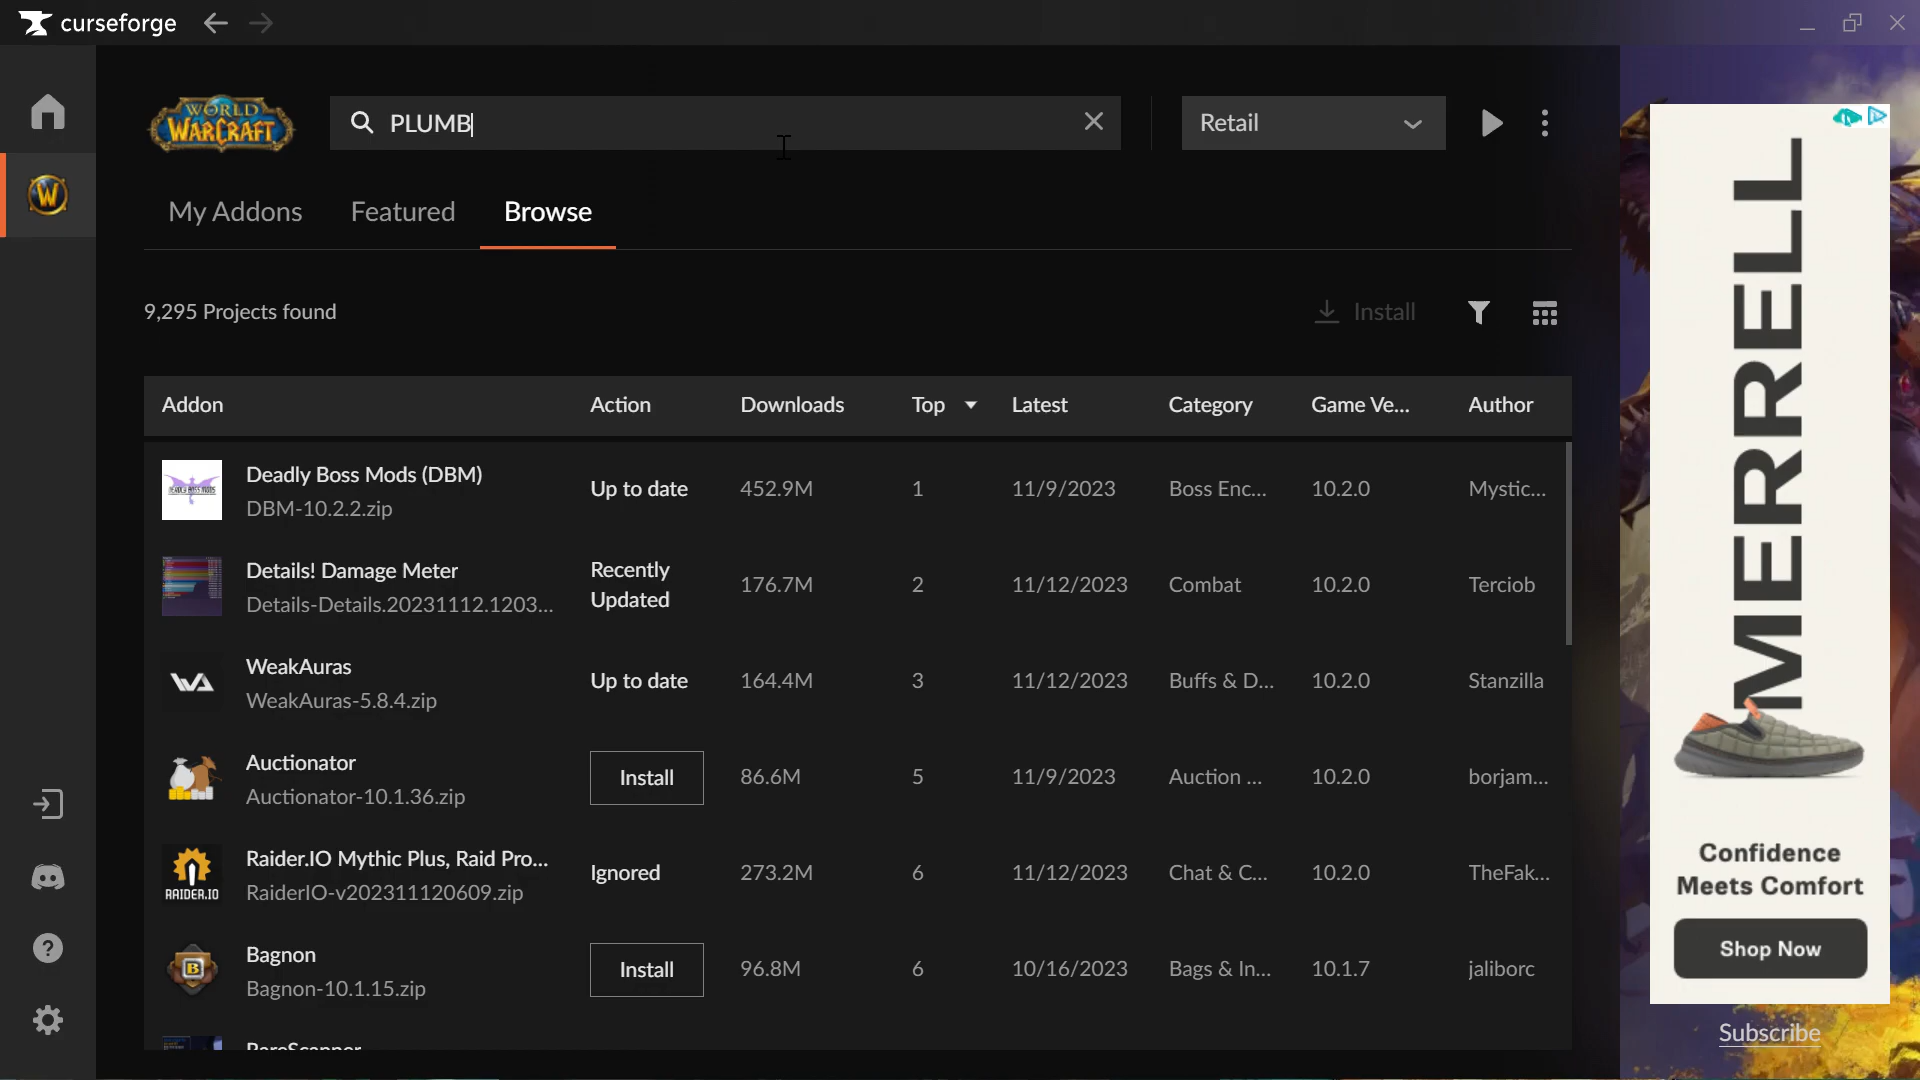 curseforge
WORLD
WARCRAFT
PLUMB
Retail
My Addons
Featured
Browse
9,295 Projects found
Install
Addon
Action
Downloads
Top
Latest
Category
Game Ve...
Author
Deadly Boss Mods (DBM)
DBM-10.2.2.zip
Up to date
452.9M
1
11/9/2023
Boss Enc...
10.2.0
Mystic...
Details! Damage Meter
Details-Details.20231112.1203...
Recently
Updated
176.7M
2
11/12/2023
Combat
10.2.0
Terciob
WeakAuras
WeakAuras-5.8.4.zip
Up to date
164.4M
3
11/12/2023
Buffs & D...
10.2.0
Stanzilla
Auctionator
Auctionator-10.1.36.zip
Install
86.6M
5
11/9/2023
Auction ...
10.2.0
borjam...
RAIDER.IO
Raider.IO Mythic Plus, Raid Pro...
RaiderIO-v202311120609.zip
Ignored
273.2M
6
11/12/2023
Chat & C...
10.2.0
TheFak...
B
Bagnon
Bagnon-10.1.15.zip
Install
96.8M
6
10/16/2023
Bags & In...
10.1.7
jaliborc
RareScanner
MERRELL
Confidence
Meets Comfort
Shop Now
Subscribe